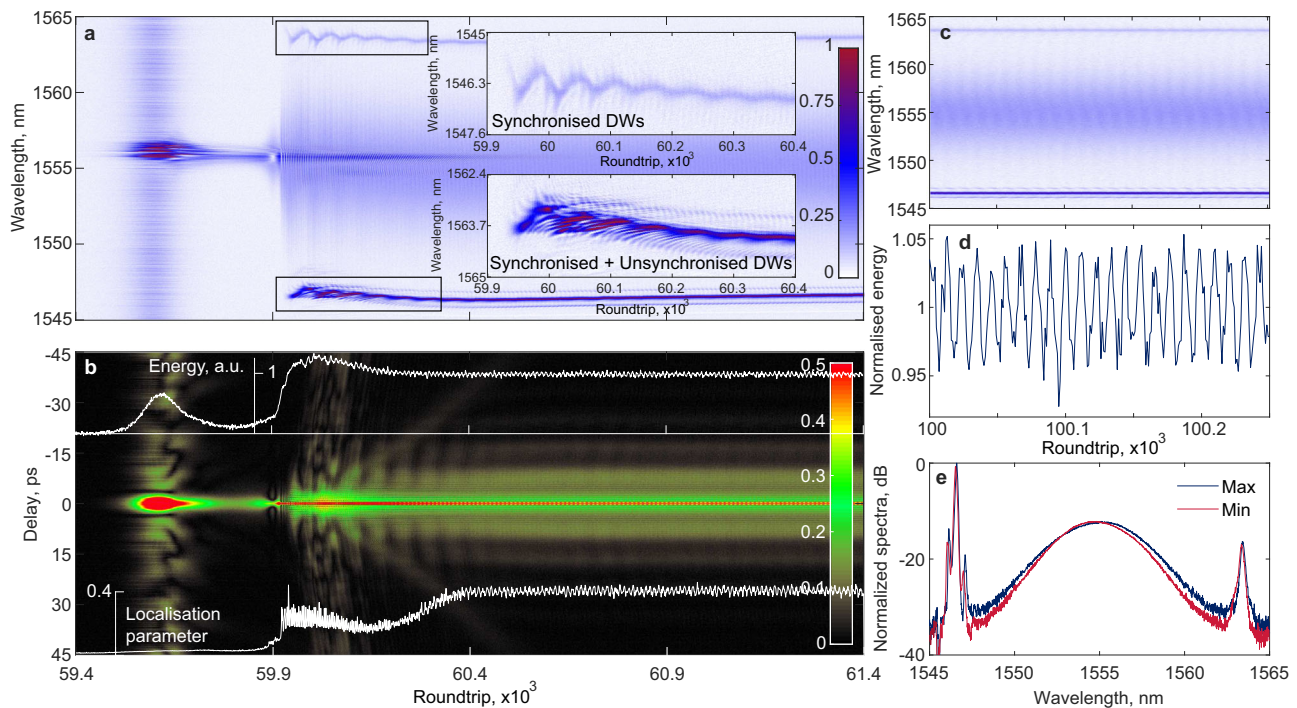 a
Wavelength, nm
1565
1560
1555
1550
1545
Wavelength, nm
1545
1546.3
1547.6
Synchronised DWs
59.9
60
60.1
60.2
60.3
60.4
Roundtrip, x10³
Wavelength, nm
1562.4
1563.7
1565
Synchronised + Unsynchronised DWs
59.9
60
60.1
60.2
60.3
60.4
Roundtrip, x10³
1
0.75
0.5
0.25
0
b
Delay, ps
-45
-30
-15
0
15
30
45
Energy, a.u.
1
0.4
Localisation
parameter
0.5
0.4
0.3
0.2
0.1
0
59.4
59.9
60.4
60.9
61.4
Roundtrip, x10³
c
Wavlength, nm
1565
1560
1555
1550
1545
d
Normalised energy
1.05
1
0.95
100
100.1
100.2
Roundtrip, x10³
e
Normalized spectra, dB
0
-20
-40
Max
Min
1545
1550
1555
1560
1565
Wavelength, nm